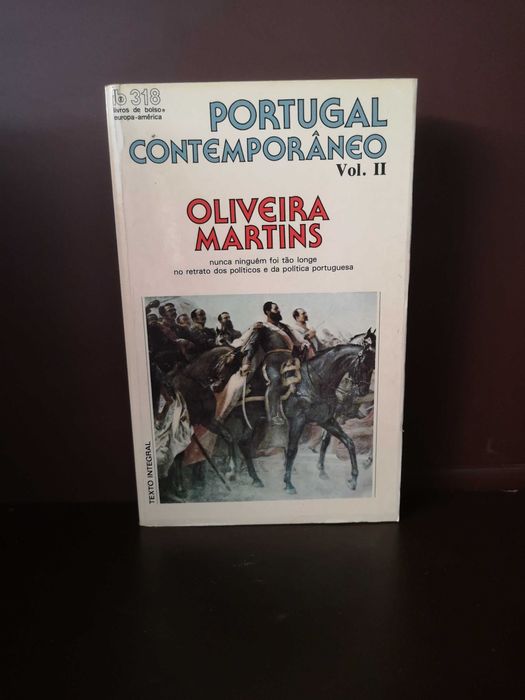 lb 318
livros de bolso
europa-américa
PORTUGAL
CONTEMPORÂNEO
Vol. II
OLIVEIRA
MARTINS
nunca ninguém foi tão longe
no retrato dos políticos e da política portuguesa
TEXTO INTEGRAL